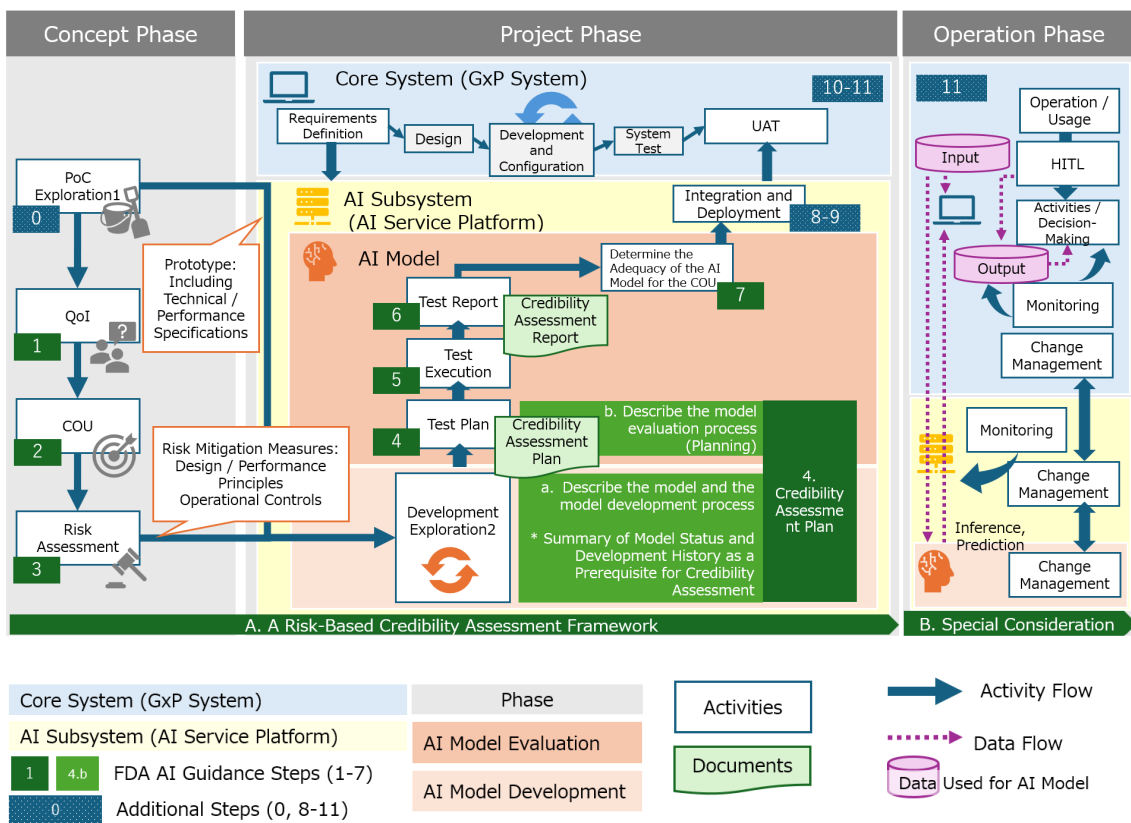 Concept Phase
Project Phase
Operation Phase
PoC
Exploration1
0
QoI
1
?
COU
2
Risk
Assessment
3
Prototype:
Including
Technical /
Performance
Specifications
Risk Mitigation Measures:
Design / Performance
Principles
Operational Controls
Core System (GxP System)
10-11
Requirements
Definition
Design
Development
and
Configuration
System
Test
UAT
AI Subsystem
(AI Service Platform)
Integration and
Deployment
8-9
AI Model
Determine the
Adequacy of the AI
Model for the COU
7
Test Report
6
Credibility
Assessment
Report
Test
Execution
5
Test Plan
4
Credibility
Assessment
Plan
b. Describe the model
evaluation process
(Planning)
Development
Exploration2
a. Describe the model and the
model development process
* Summary of Model Status and
Development History as a
Prerequisite for Credibility
Assessment
4.
Credibility
Assessme
nt Plan
11
Operation /
Usage
Input
HITL
Activities /
Decision-
Making
Output
Monitoring
Change
Management
Monitoring
Change
Management
Inference,
Prediction
Change
Management
A. A Risk-Based Credibility Assessment Framework
B. Special Consideration
Core System (GxP System)
AI Subsystem (AI Service Platform)
1
4.b
FDA AI Guidance Steps (1-7)
0
Additional Steps (0, 8-11)
Phase
AI Model Evaluation
AI Model Development
Activities
Documents
Activity Flow
Data Flow
Data Used for AI Model